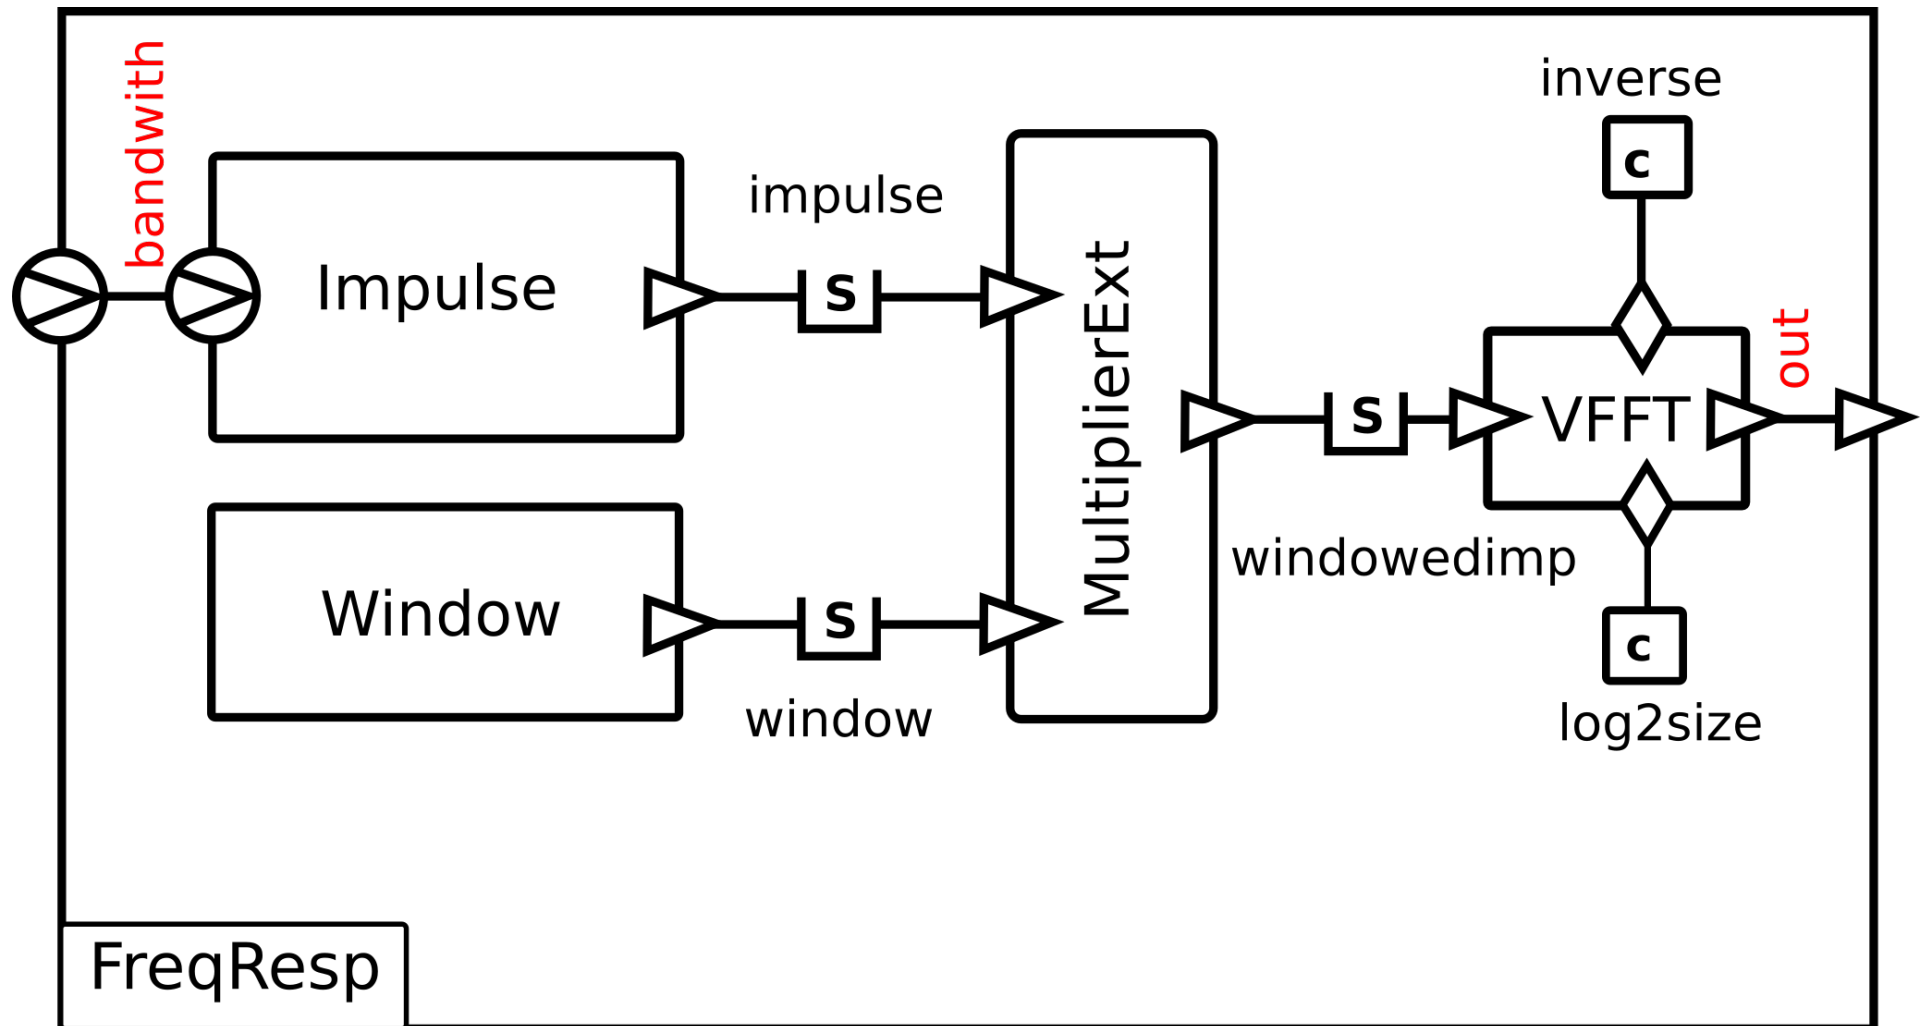 bandwith
Impulse
impulse
S
Window
S
window
MultiplierExt
S
windowedimp
inverse
c
VFFT
out
c
log2size
FreqResp